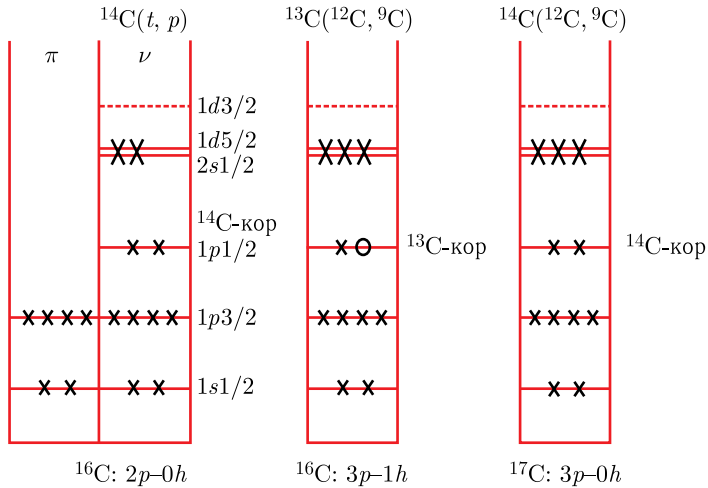 ¹⁴C(t, p)
¹³C(¹²C, ⁹C)
¹⁴C(¹²C, ⁹C)
π
ν
1d3/2
1d5/2
2s1/2
¹⁴C-кор
1p1/2
¹³C-кор
¹⁴C-кор
1p3/2
1s1/2
¹⁶C: 2p–0h
¹⁶C: 3p–1h
¹⁷C: 3p–0h